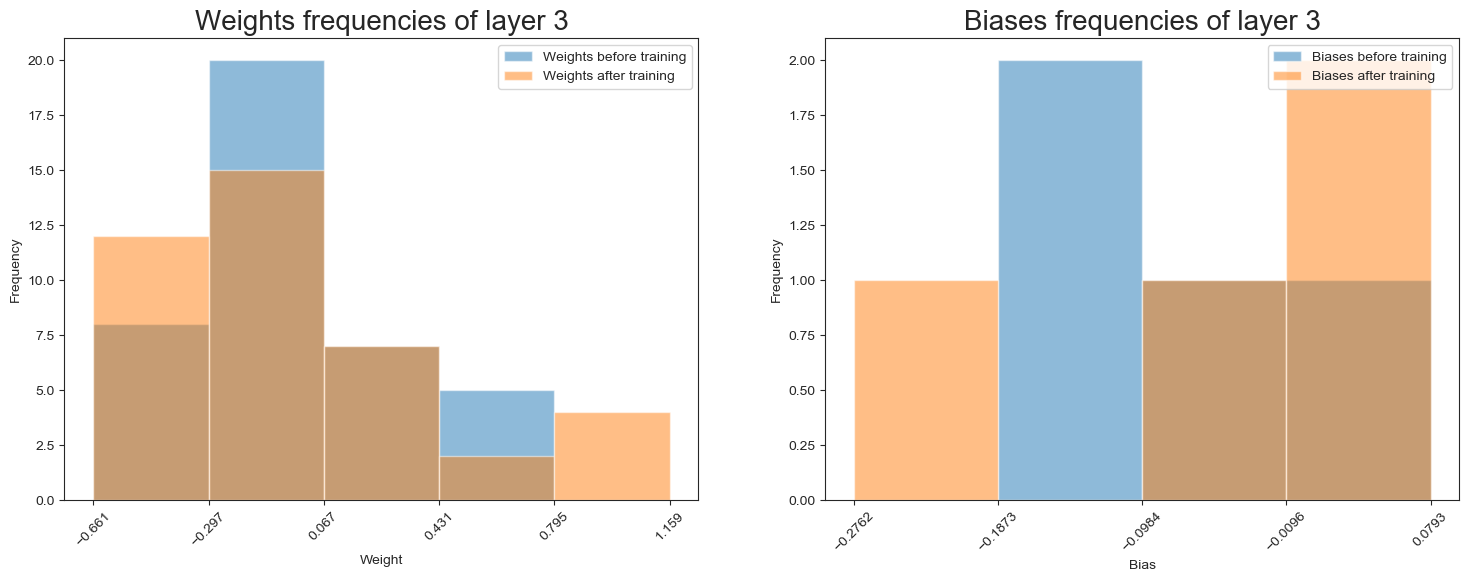 Weights frequencies of layer 3
Weights before training
Weights after training
20.0
17.5
15.0
12.5
10.0
7.5
5.0
2.5
0.0
Frequency
−0.661
−0.297
0.067
0.431
0.795
1.159
Weight
Biases frequencies of layer 3
Biases before training
Biases after training
2.00
1.75
1.50
1.25
1.00
0.75
0.50
0.25
0.00
Frequency
−0.2762
−0.1873
−0.0984
−0.0096
0.0793
Bias